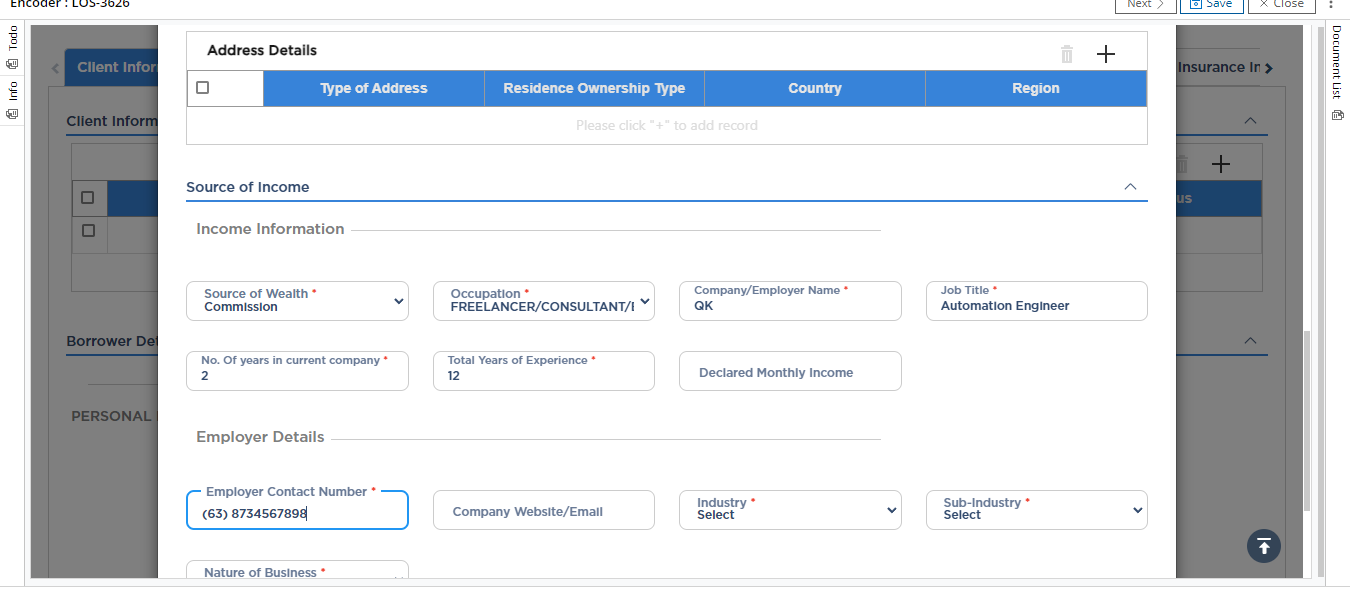 Encoder : LOS-3626
Next
Save
Close
Todo
Info
Document List
Client Infor
Insurance In
Client Inform
us
Borrower Det
PERSONAL
Address Details
Type of Address
Residence Ownership Type
Country
Region
Please click "+" to add record
Source of Income
Income Information
Source of Wealth *
Commission
Occupation *
FREELANCER/CONSULTANT/
Company/Employer Name *
QK
Job Title *
Automation Engineer
No. Of years in current company *
2
Total Years of Experience *
12
Declared Monthly Income
Employer Details
Employer Contact Number *
(63) 8734567898
Company Website/Email
Industry *
Select
Sub-Industry *
Select
Nature of Business *